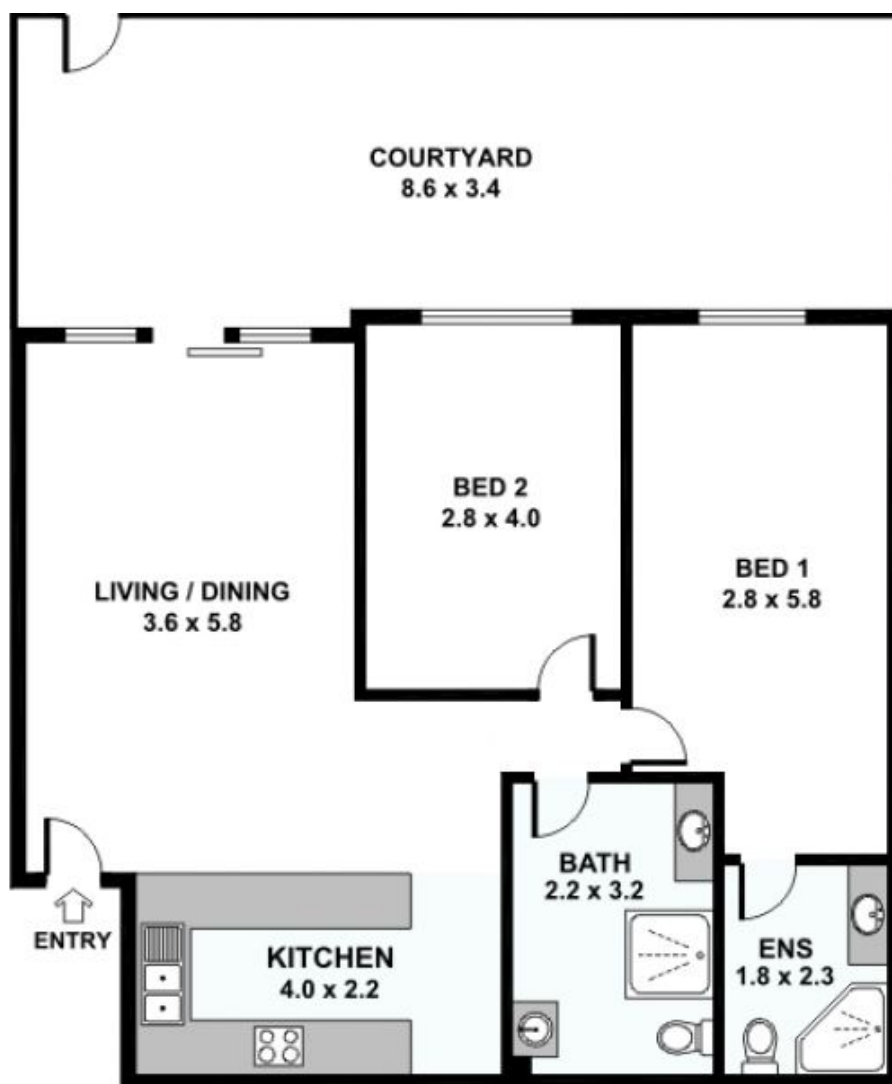 COURTYARD
8.6 x 3.4
BED 2
2.8 x 4.0
BED 1
2.8 x 5.8
LIVING / DINING
3.6 x 5.8
BATH
2.2 x 3.2
ENTRY
KITCHEN
4.0 x 2.2
ENS
1.8 x 2.3